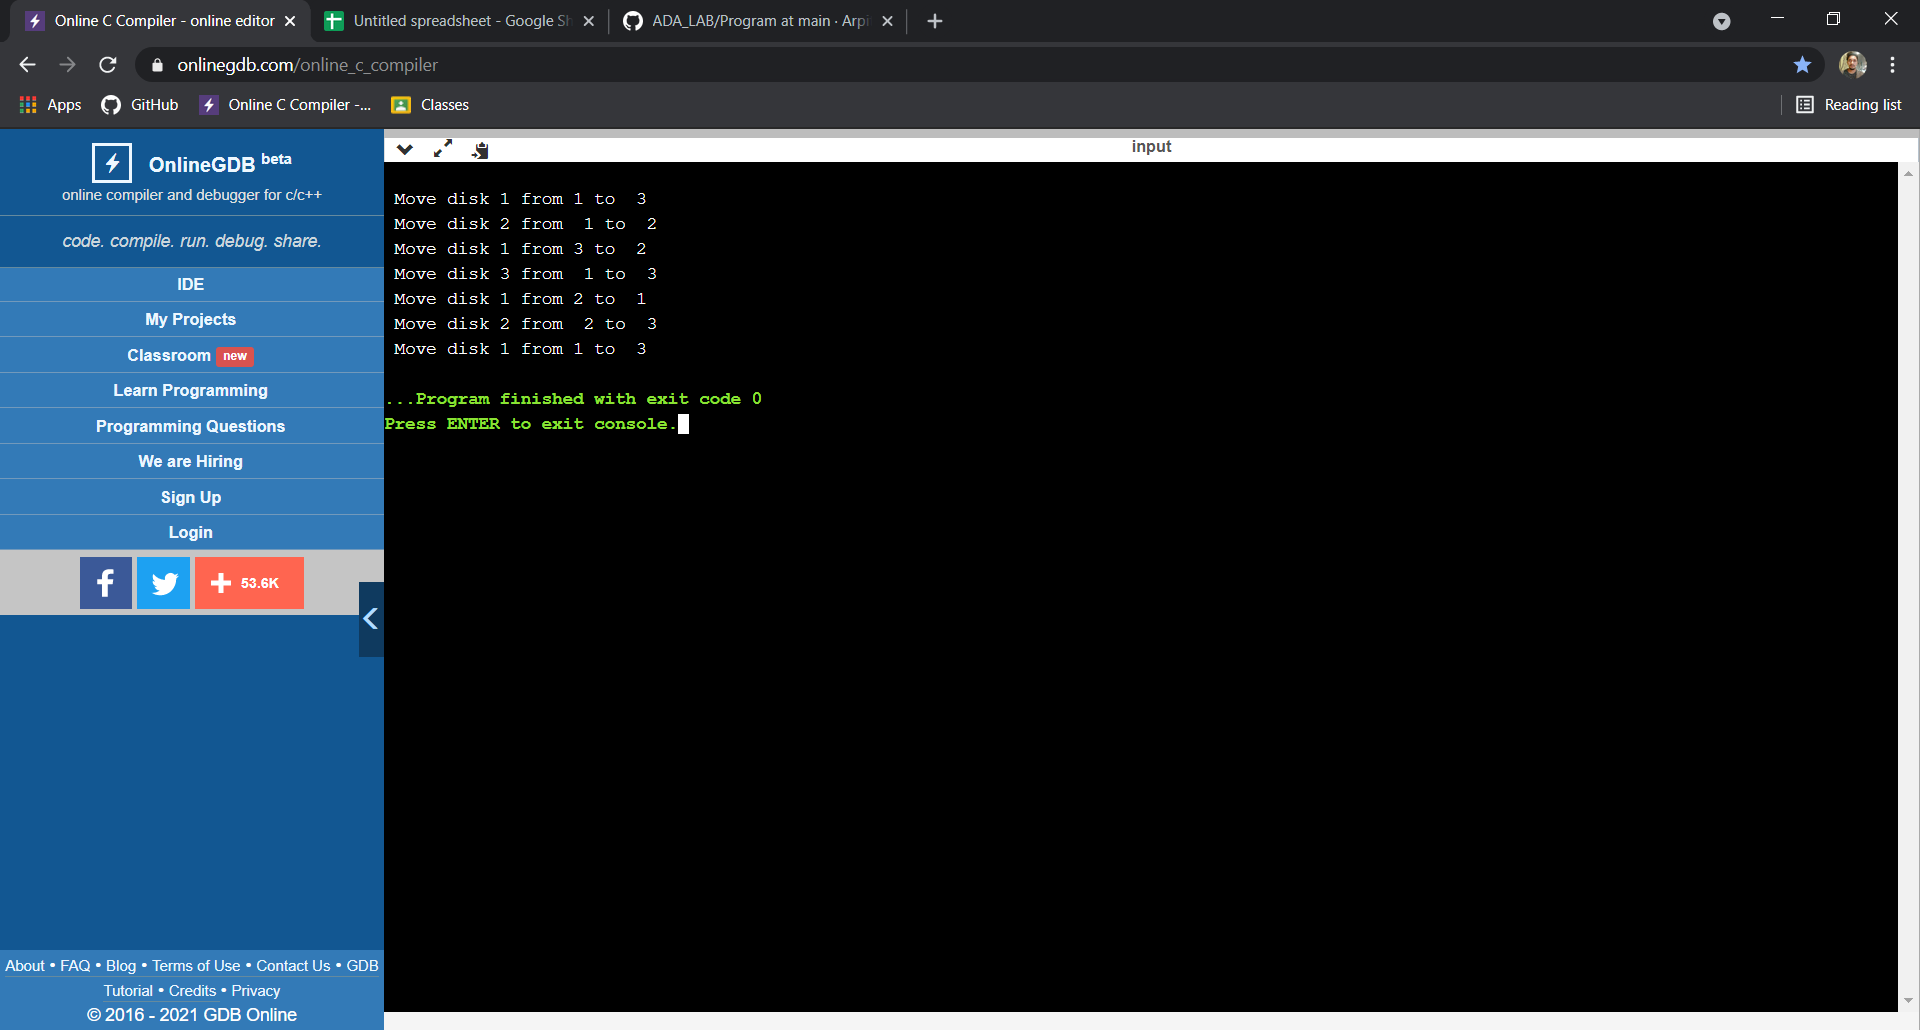 Online C Compiler - online editor
Untitled spreadsheet - Google Sh
ADA_LAB/Program at main · Arpi
onlinegdb.com/online_c_compiler
Apps
GitHub
Online C Compiler -...
Classes
Reading list
OnlineGDB beta
online compiler and debugger for c/c++
code. compile. run. debug. share.
IDE
My Projects
Classroom new
Learn Programming
Programming Questions
We are Hiring
Sign Up
Login
53.6K
About • FAQ • Blog • Terms of Use • Contact Us • GDB
Tutorial • Credits • Privacy
© 2016 - 2021 GDB Online
input
Move disk 1 from 1 to  3
Move disk 2 from  1 to  2
Move disk 1 from 3 to  2
Move disk 3 from  1 to  3
Move disk 1 from 2 to  1
Move disk 2 from  2 to  3
Move disk 1 from 1 to  3
...Program finished with exit code 0
Press ENTER to exit console.